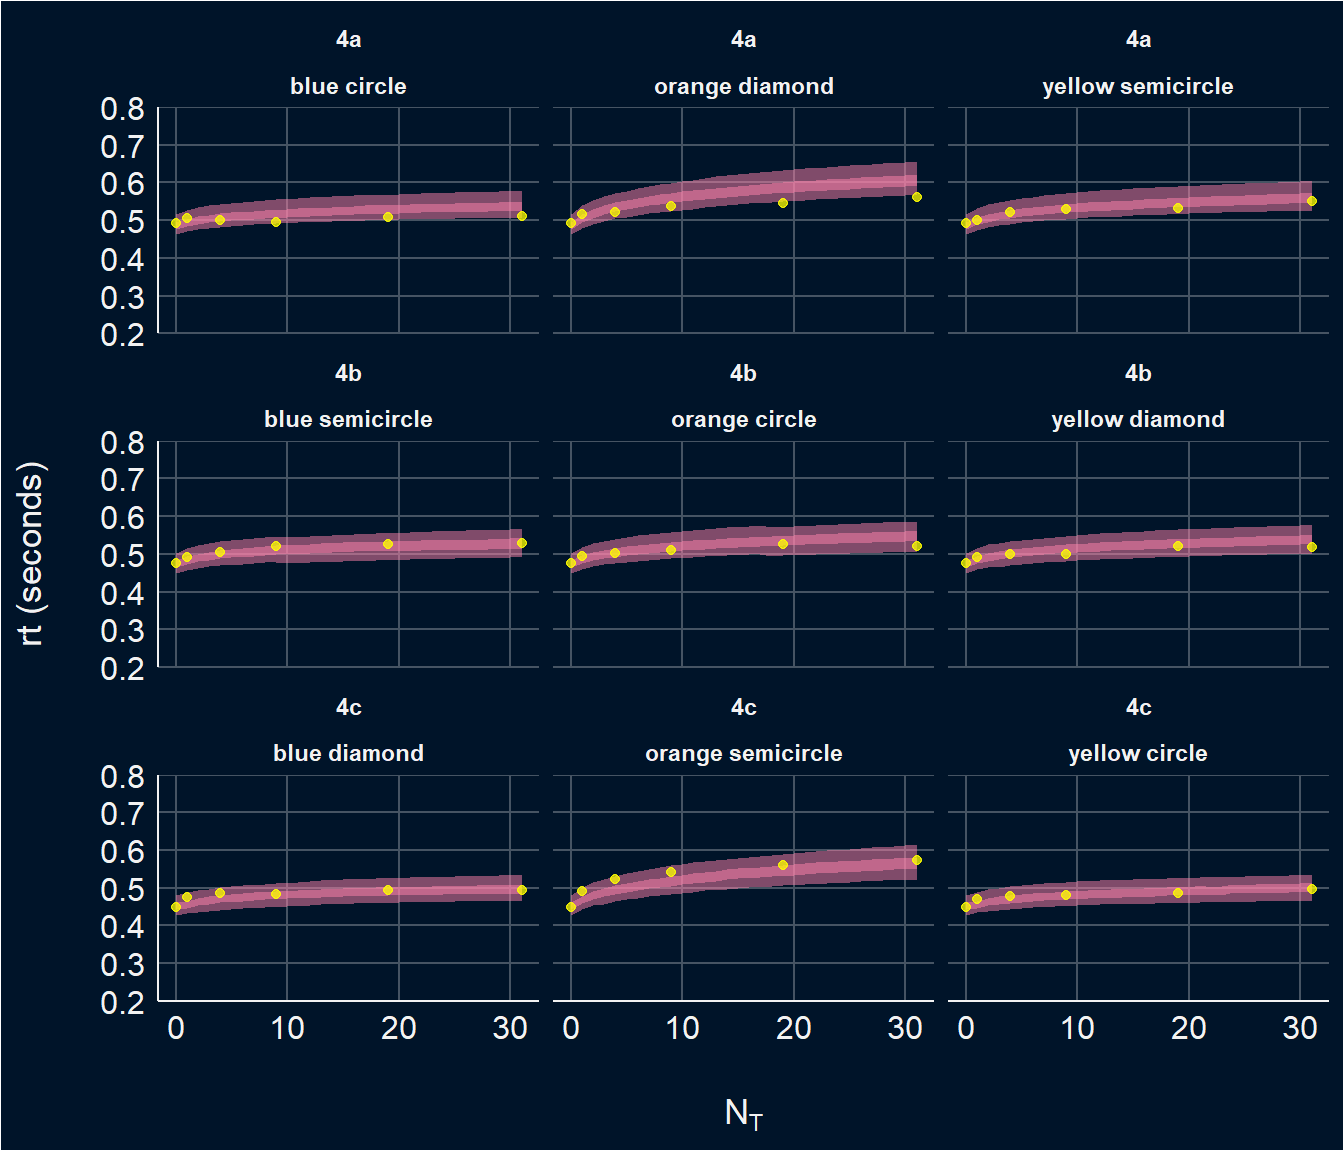 4a 4a 4a
blue circle orange diamond yellow semicircle
0.8
0.7
0.6
0.5
0.4
0.3
0.2
4b 4b 4b
blue semicircle orange circle yellow diamond
0.8
0.7
0.6
0.5
0.4
0.3
0.2
rt (seconds)
4c 4c 4c
blue diamond orange semicircle yellow circle
0.8
0.7
0.6
0.5
0.4
0.3
0.2
0 10 20 30 0 10 20 30 0 10 20 30
N_T